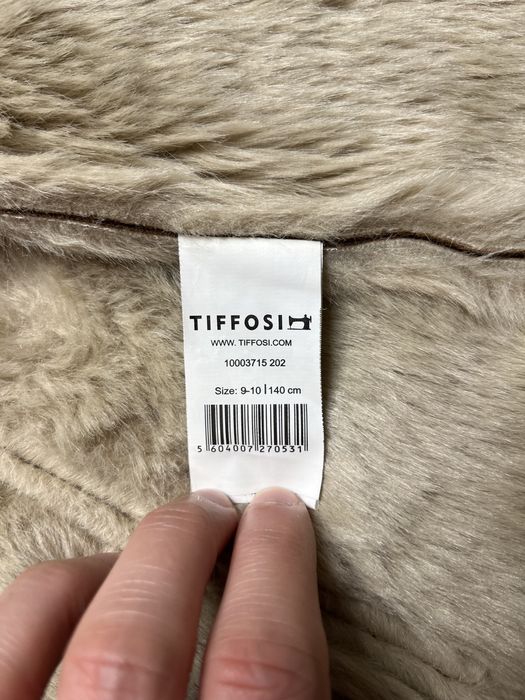 TIFFOSI
WWW. TIFFOSI.COM
10003715 202
Size: 9-10 | 140 cm
5 604007 270531